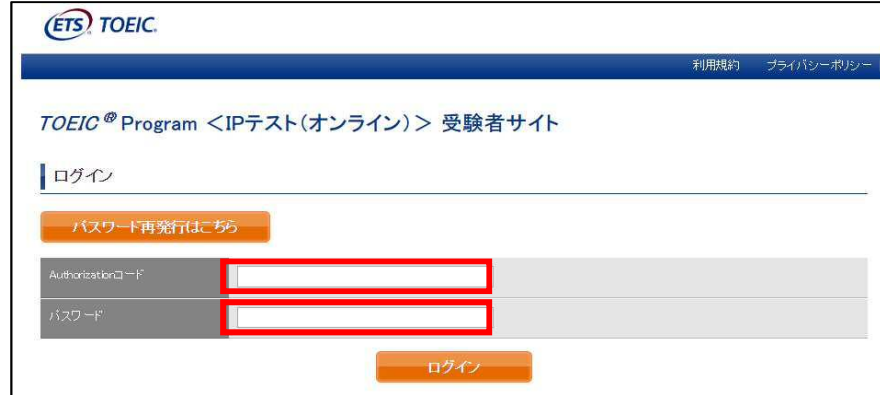 ETS® TOEIC®
利用規約 プライバシーポリシー
TOEIC® Program ＜IPテスト（オンライン）＞ 受験者サイト
ログイン
パスワード再発行はこちら
Authorizationコード
パスワード
ログイン